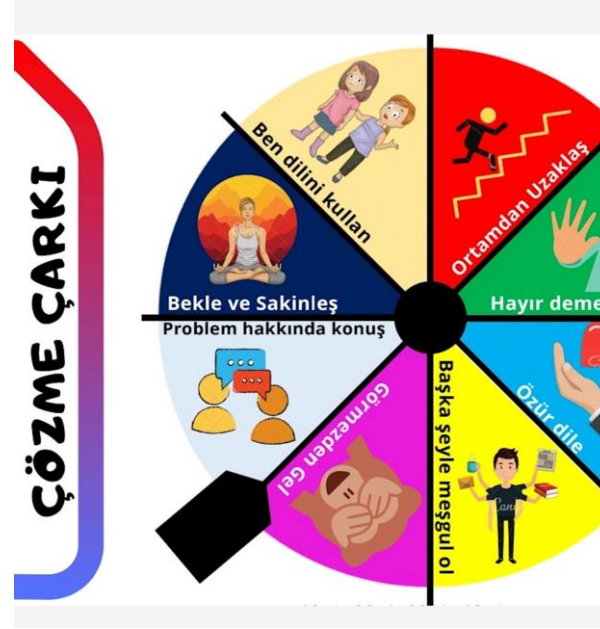 ÇÖZME ÇARKI
Ben dilini kullan
Ortamdan Uzaklaş
Bekle ve Sakinleş
Hayır deme
Problem hakkında konuş
Özür dile
Görmezden Gel
Başka şeyle meşgul ol